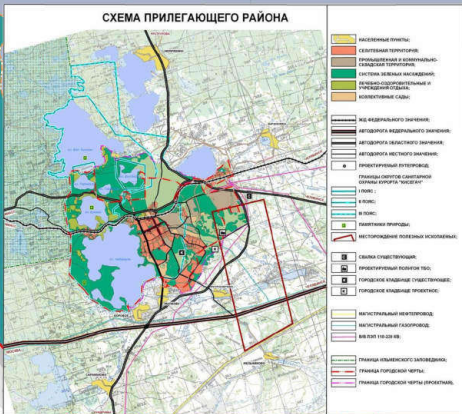 СХЕМА ПРИЛЕГАЮЩЕГО РАЙОНА
НАСЕЛЕННЫЕ ПУНКТЫ;
СЕЛИТЕБНАЯ ТЕРРИТОРИЯ;
ПРОМЫШЛЕННАЯ И КОММУНАЛЬНО-
СКЛАДСКАЯ ТЕРРИТОРИЯ;
СИСТЕМА ЗЕЛЕНЫХ НАСАЖДЕНИЙ;
ЛЕЧЕБНО-ОЗДОРОВИТЕЛЬНЫЕ И
УЧРЕЖДЕНИЯ ОТДЫХА;
КОЛЛЕКТИВНЫЕ САДЫ;
Ж/Д ФЕДЕРАЛЬНОГО ЗНАЧЕНИЯ;
АВТОДОРОГА ФЕДЕРАЛЬНОГО ЗНАЧЕНИЯ;
АВТОДОРОГА ОБЛАСТНОГО ЗНАЧЕНИЯ;
АВТОДОРОГА МЕСТНОГО ЗНАЧЕНИЯ;
ПРОЕКТИРУЕМЫЙ ПУТЕПРОВОД;
ГРАНИЦЫ ОКРУГОВ САНИТАРНОЙ
ОХРАНЫ КУРОРТА "КИСЕГАЧ"
I ПОЯС;
II ПОЯС;
III ПОЯС;
ПАМЯТНИКИ ПРИРОДЫ;
МЕСТОРОЖДЕНИЕ ПОЛЕЗНЫХ ИСКОПАЕМЫХ;
СВАЛКА СУЩЕСТВУЮЩАЯ;
ПРОЕКТИРУЕМЫЙ ПОЛИГОН ТБО;
ГОРОДСКОЕ КЛАДБИЩЕ СУЩЕСТВУЮЩЕЕ;
ГОРОДСКОЕ КЛАДБИЩЕ ПРОЕКТНОЕ;
МАГИСТРАЛЬНЫЙ НЕФТЕПРОВОД;
МАГИСТРАЛЬНЫЙ ГАЗОПРОВОД;
В/В ЛЭП 110-220 КВ;
ГРАНИЦА ИЛЬМЕНСКОГО ЗАПОВЕДНИКА;
ГРАНИЦА ГОРОДСКОЙ ЧЕРТЫ;
ГРАНИЦА ГОРОДСКОЙ ЧЕРТЫ (ПРОЕКТНАЯ).